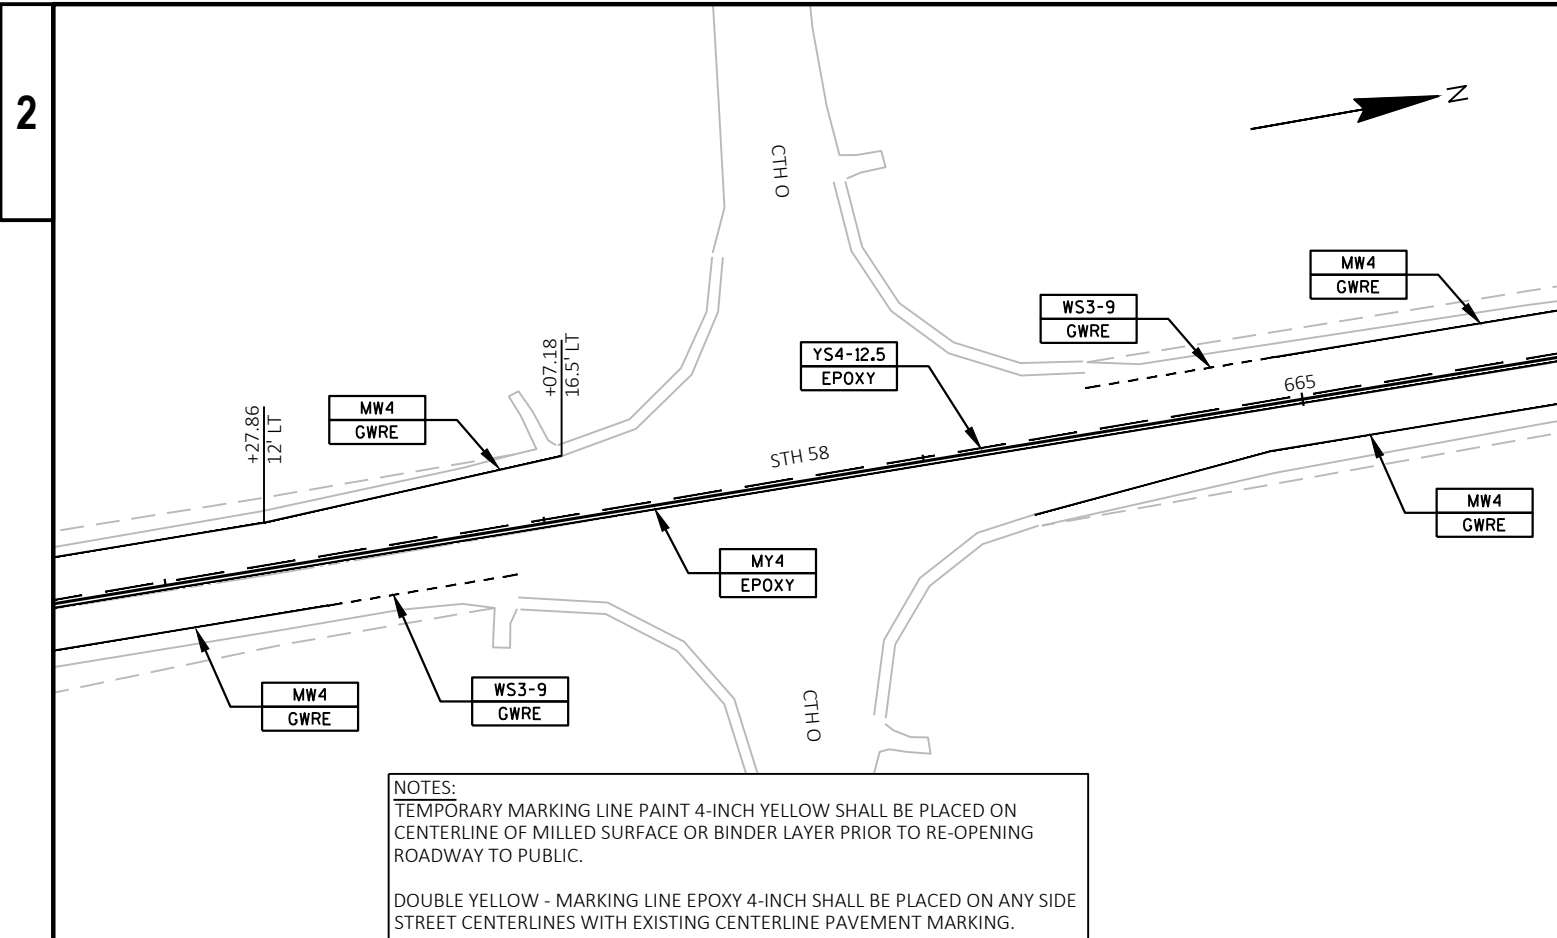 2
N
CTH O
MW4
GWRE
WS3-9
GWRE
YS4-12.5
EPOXY
+07.18
16.5' LT
665
MW4
GWRE
+27.86
12' LT
STH 58
MW4
GWRE
MY4
EPOXY
MW4
GWRE
WS3-9
GWRE
CTH O
NOTES:
TEMPORARY MARKING LINE PAINT 4-INCH YELLOW SHALL BE PLACED ON
CENTERLINE OF MILLED SURFACE OR BINDER LAYER PRIOR TO RE-OPENING
ROADWAY TO PUBLIC.
DOUBLE YELLOW - MARKING LINE EPOXY 4-INCH SHALL BE PLACED ON ANY SIDE
STREET CENTERLINES WITH EXISTING CENTERLINE PAVEMENT MARKING.